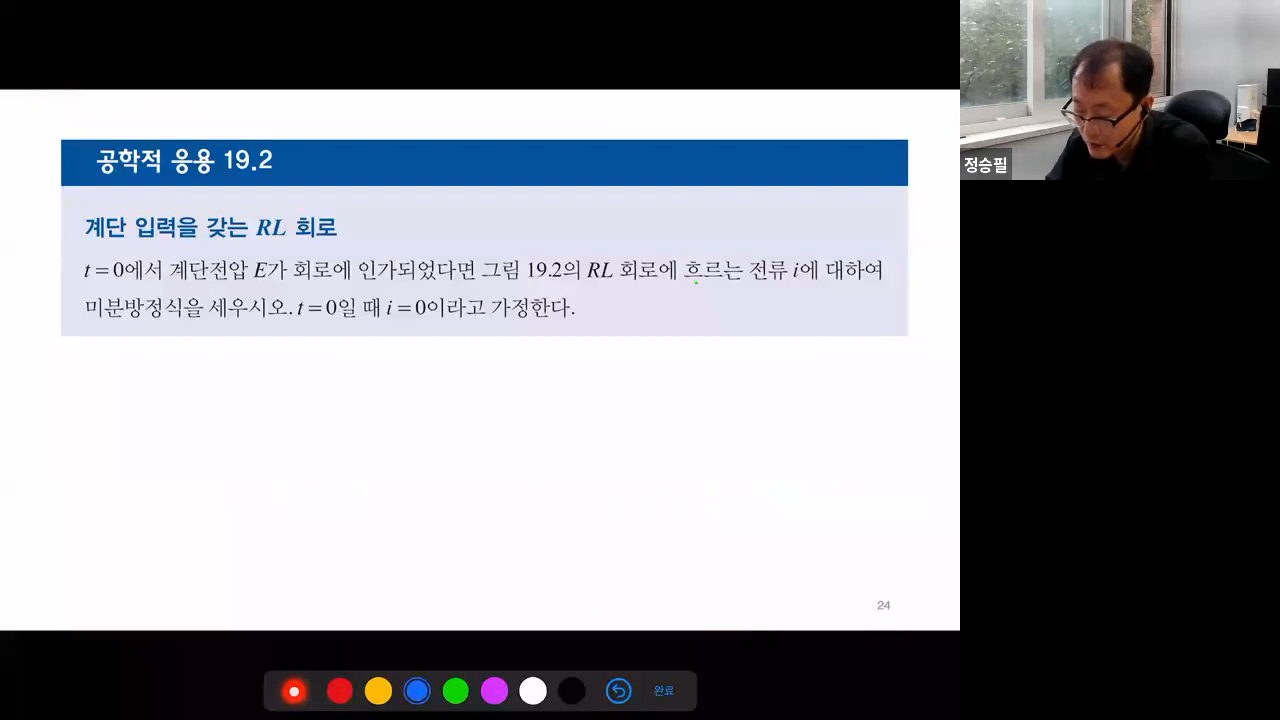 공학적 응용 19.2
계단 입력을 갖는 RL 회로
t = 0에서 계단전압 E가 회로에 인가되었다면 그림 19.2의 RL 회로에 흐르는 전류 i에 대하여
미분방정식을 세우시오. t = 0일 때 i = 0이라고 가정한다.
24
정승필
완료